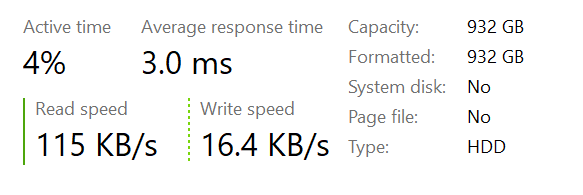 Active time
4%
Average response time
3.0 ms
Read speed
115 KB/s
Write speed
16.4 KB/s
Capacity: 932 GB
Formatted: 932 GB
System disk: No
Page file: No
Type: HDD